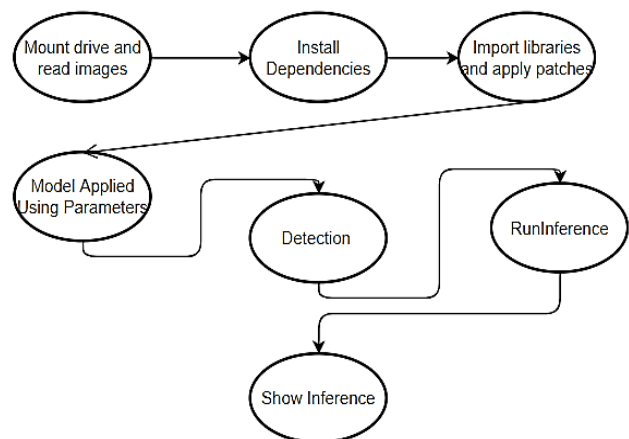 Mount drive and
read images
Install
Dependencies
Import libraries
and apply patches
Model Applied
Using Parameters
Detection
RunInference
Show Inference